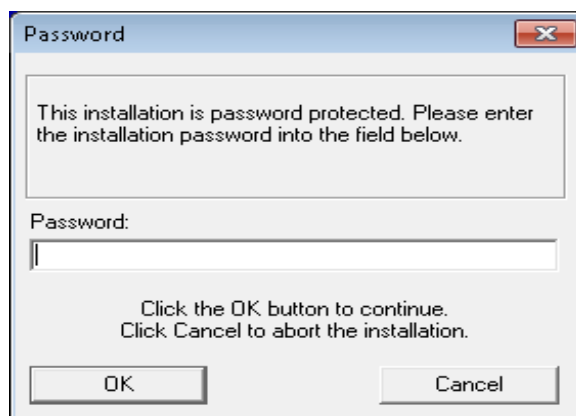 Password
This installation is password protected. Please enter
the installation password into the field below.
Password:
Click the OK button to continue.
Click Cancel to abort the installation.
OK
Cancel